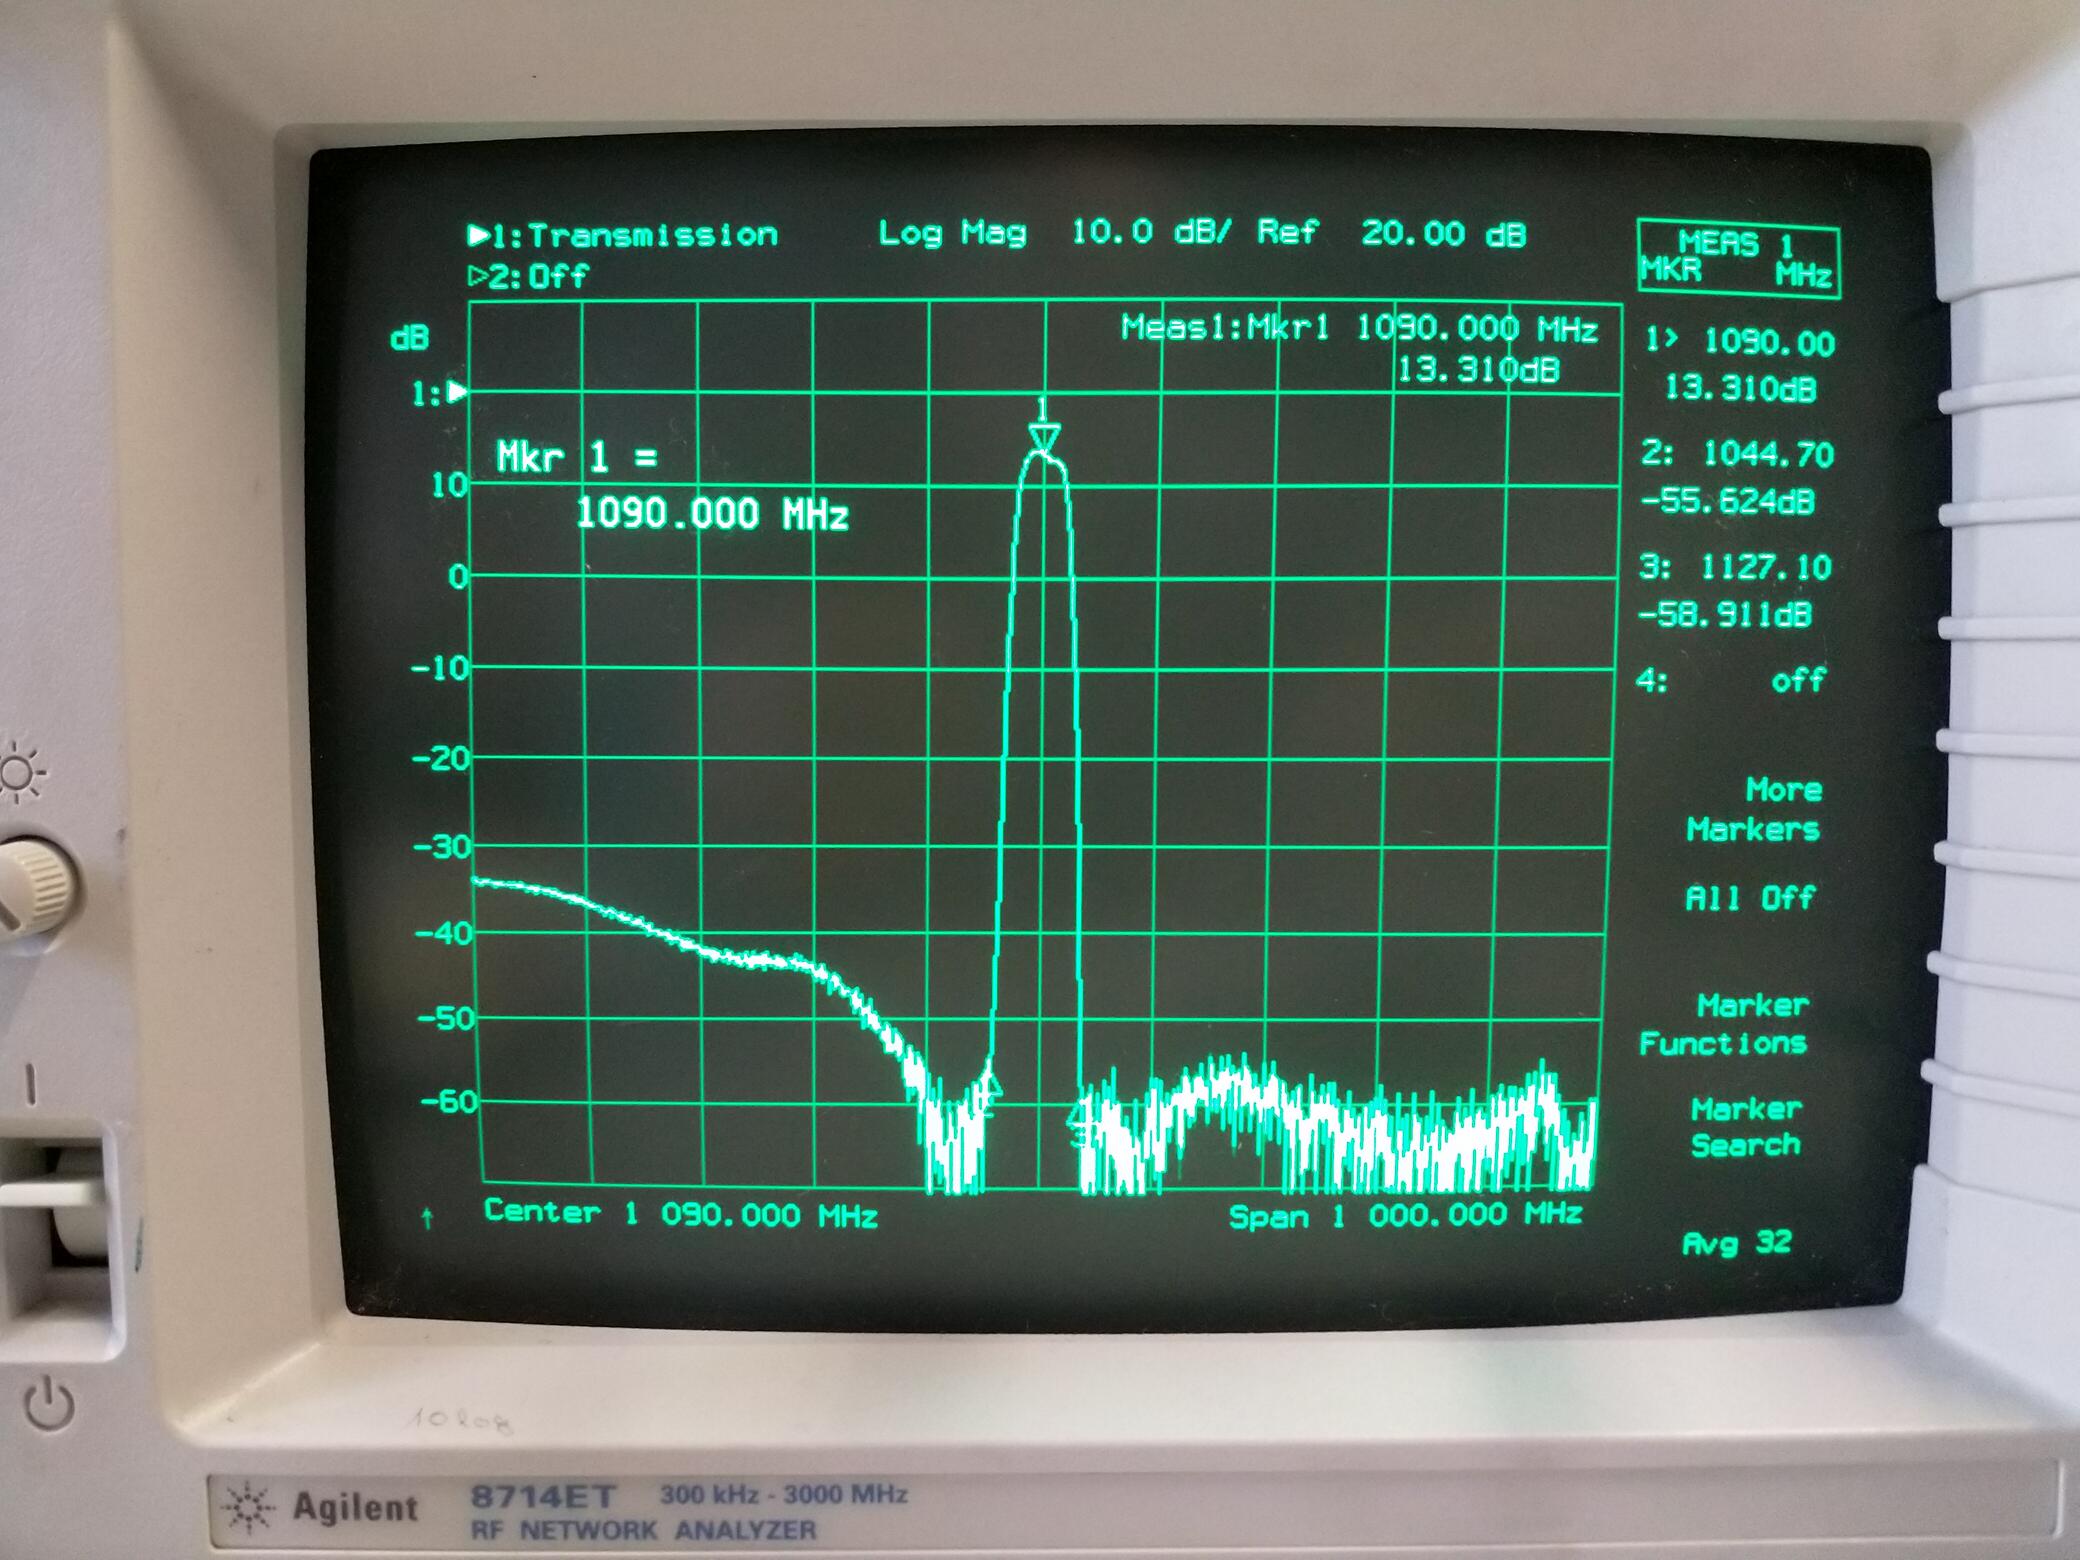 ▶1:Transmission Log Mag 10.0 dB/ Ref 20.00 dB
▷2:Off
MEAS 1
MKR MHz
dB
Meas1:Mkr1 1090.000 MHz
13.310dB
1:▶
1
Mkr 1 =
1090.000 MHz
10
0
-10
-20
-30
-40
-50
-60
2
3
1> 1090.00
13.310dB
2: 1044.70
-55.624dB
3: 1127.10
-58.911dB
4: off
More
Markers
All Off
Marker
Functions
Marker
Search
Avg 32
Center 1 090.000 MHz Span 1 000.000 MHz
Agilent
8714ET 300 kHz - 3000 MHz
RF NETWORK ANALYZER